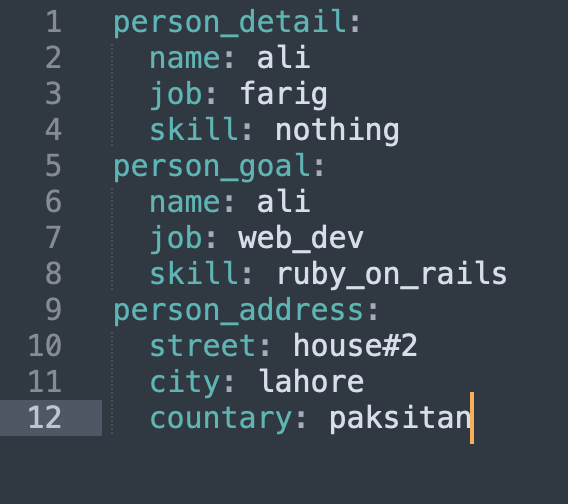 1 person_detail:
2 name: ali
3 job: farig
4 skill: nothing
5 person_goal:
6 name: ali
7 job: web_dev
8 skill: ruby_on_rails
9 person_address:
10 street: house#2
11 city: lahore
12 countary: paksitan